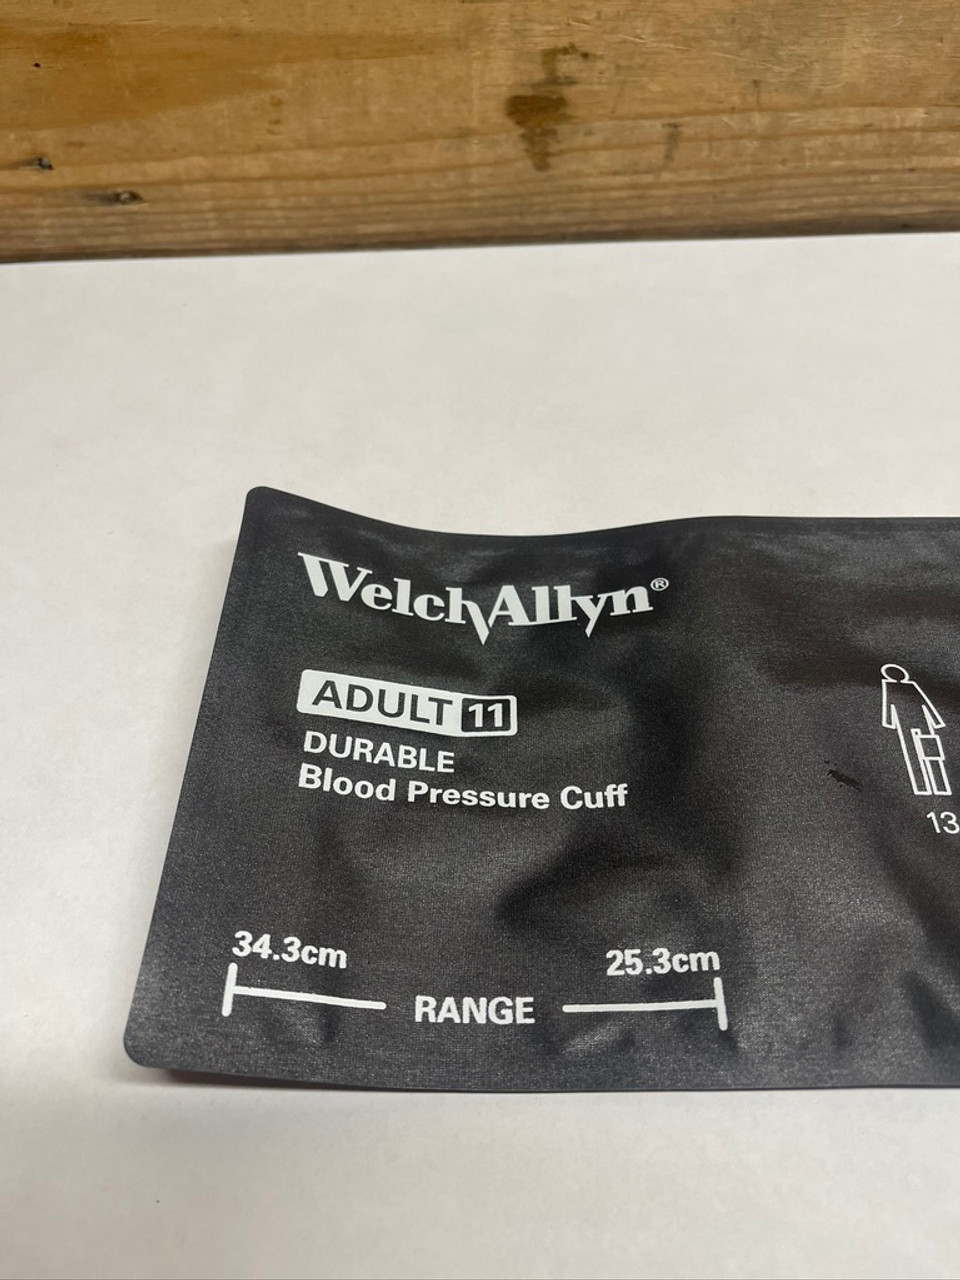 WelchAllyn®
ADULT 11
DURABLE
Blood Pressure Cuff
13
34.3cm
25.3cm
RANGE